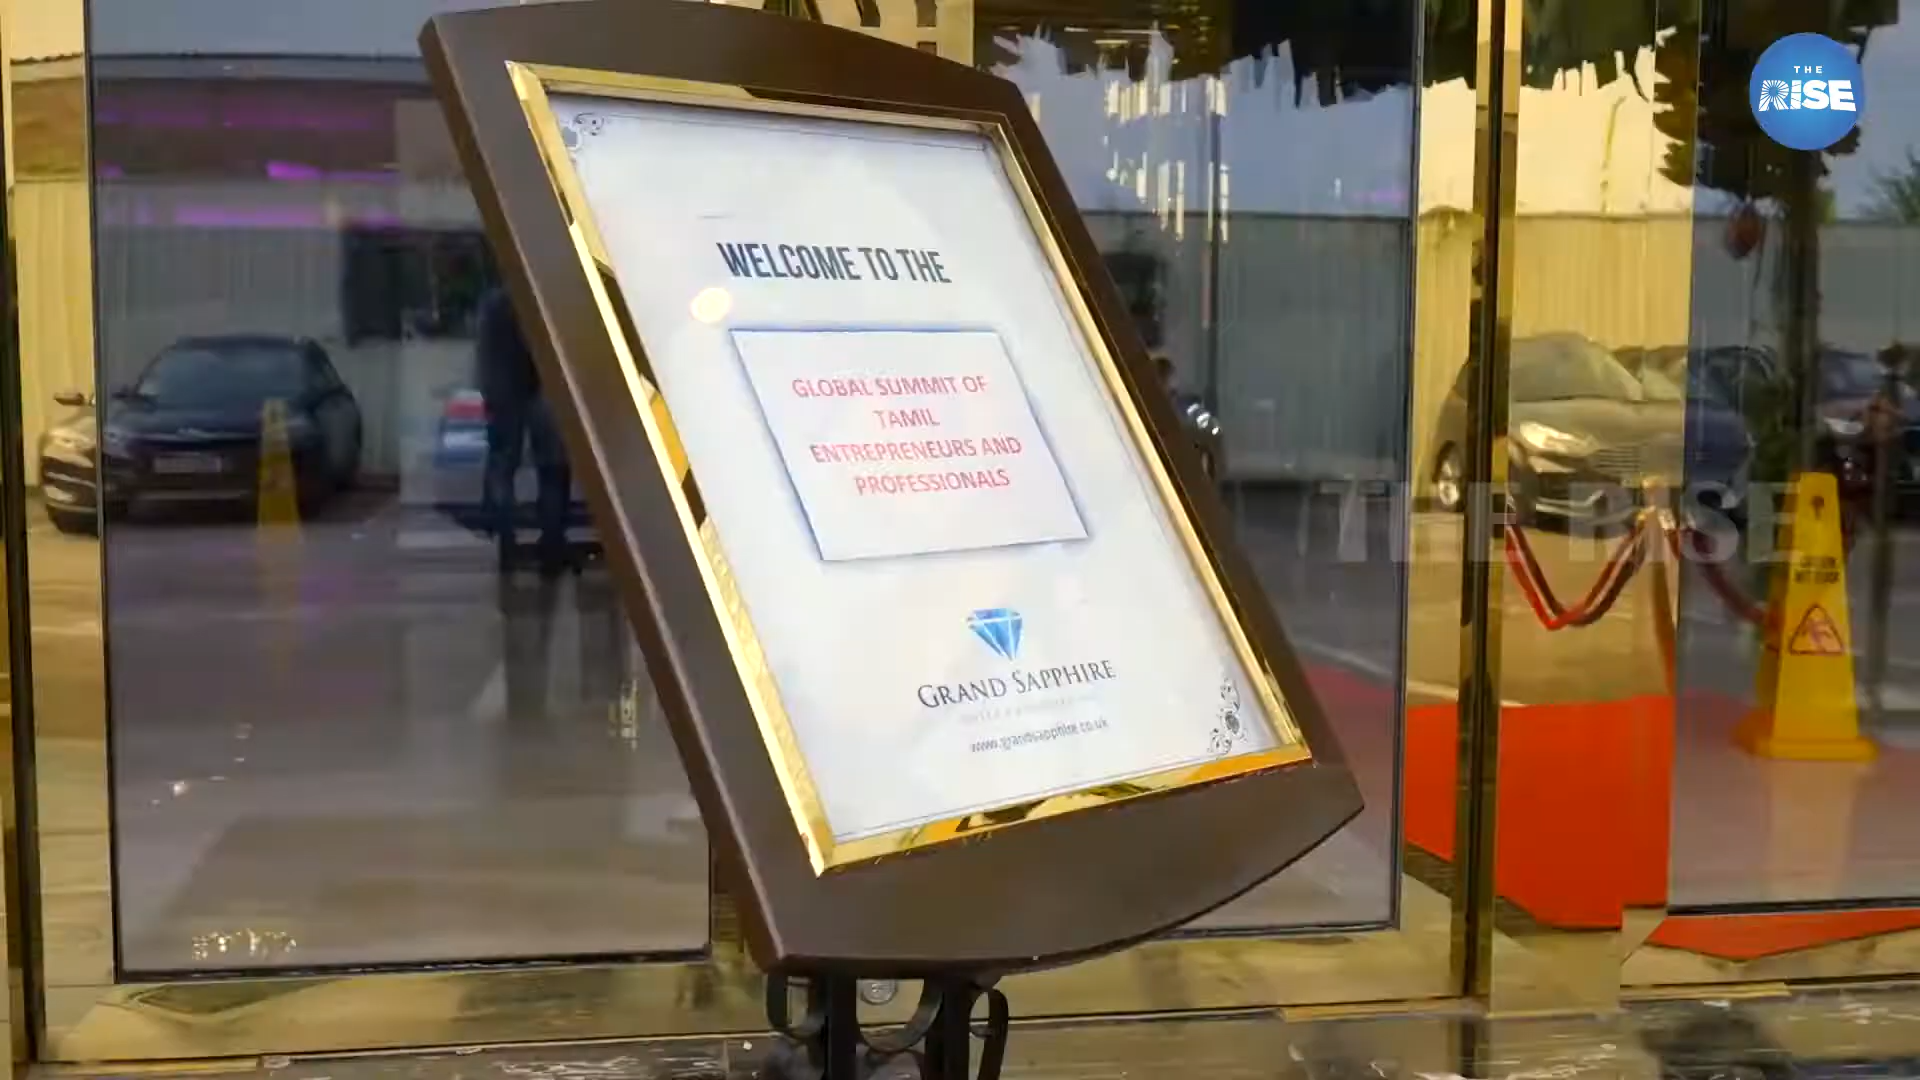 THE
RISE
WELCOME TO THE
GLOBAL SUMMIT OF
TAMIL
ENTREPRENEURS AND
PROFESSIONALS
THE RISE
GRAND SAPPHIRE
www.grandsapphire.co.uk